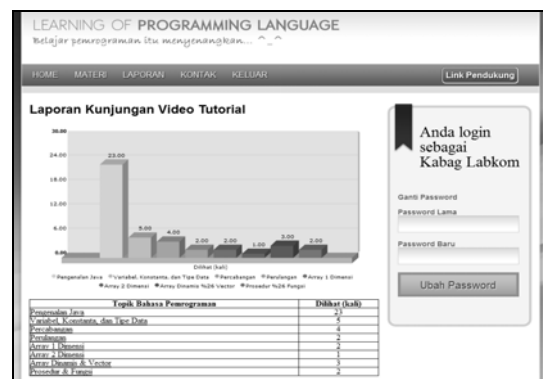 LEARNING OF PROGRAMMING LANGUAGE
Belajar pemrograman itu menyenangkan... ^_^
HOME MATERI LAPORAN KONTAK KELUAR
Link Pendukung
Laporan Kunjungan Video Tutorial
30.00
24.00
18.00
12.00
6.00
0.00
23.00
5.00
4.00
2.00
2.00
1.00
3.00
2.00
Dilihat (kali)
Pengenalan Java Variabel, Konstanta, dan Tipe Data Percabangan Perulangan Array 1 Dimensi
Array 2 Dimensi Array Dinamis %26 Vector Prosedur %26 Fungsi
Topik Bahasa Pemrograman Dilihat (kali)
Pengenalan Java 23
Variabel, Konstanta, dan Tipe Data 5
Percabangan 4
Perulangan 2
Array 1 Dimensi 2
Array 2 Dimensi 1
Array Dinamis & Vector 3
Prosedur & Fungsi 2
Anda login
sebagai
Kabag Labkom
Ganti Password
Password Lama
Password Baru
Ubah Password